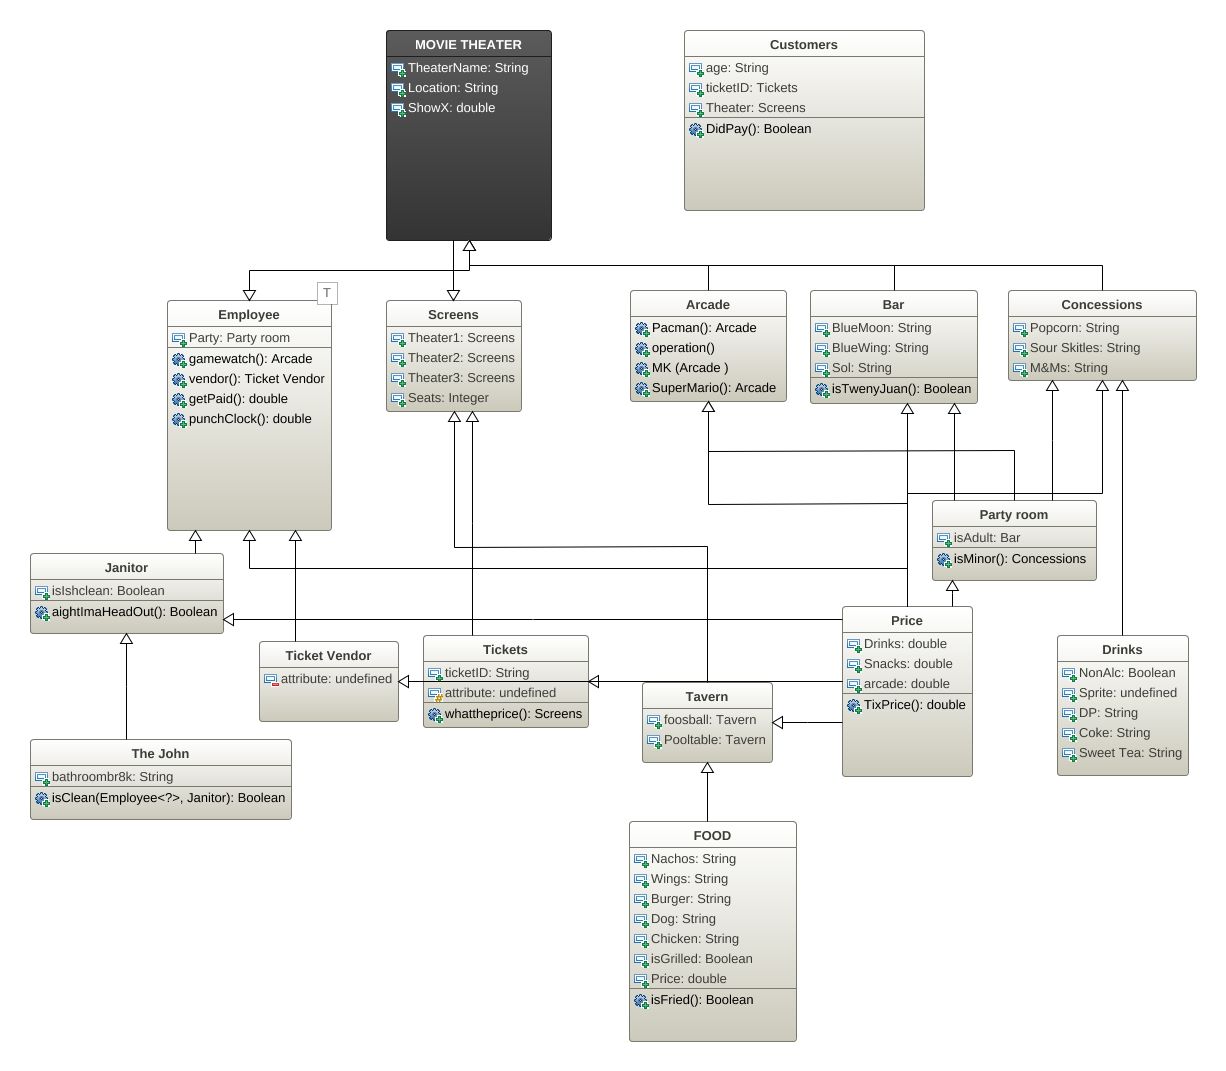 MOVIE THEATER
TheaterName: String
Location: String
ShowX: double
Customers
age: String
ticketID: Tickets
Theater: Screens
DidPay(): Boolean
T
Employee
Party: Party room
gamewatch(): Arcade
vendor(): Ticket Vendor
getPaid(): double
punchClock(): double
Screens
Theater1: Screens
Theater2: Screens
Theater3: Screens
Seats: Integer
Arcade
Pacman(): Arcade
operation()
MK (Arcade )
SuperMario(): Arcade
Bar
BlueMoon: String
BlueWing: String
Sol: String
isTwenyJuan(): Boolean
Concessions
Popcorn: String
Sour Skitles: String
M&Ms: String
Party room
isAdult: Bar
isMinor(): Concessions
Janitor
isIshclean: Boolean
aightImaHeadOut(): Boolean
Ticket Vendor
attribute: undefined
Tickets
ticketID: String
attribute: undefined
whattheprice(): Screens
Price
Drinks: double
Snacks: double
arcade: double
TixPrice(): double
Drinks
NonAlc: Boolean
Sprite: undefined
DP: String
Coke: String
Sweet Tea: String
Tavern
foosball: Tavern
Pooltable: Tavern
The John
bathroombr8k: String
isClean(Employee<?>, Janitor): Boolean
FOOD
Nachos: String
Wings: String
Burger: String
Dog: String
Chicken: String
isGrilled: Boolean
Price: double
isFried(): Boolean